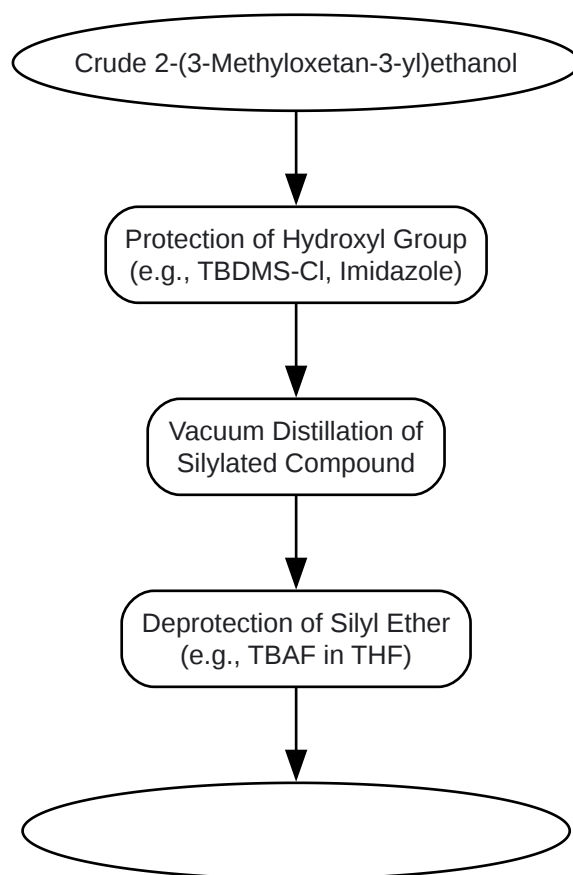 Crude 2-(3-Methyloxetan-3-yl)ethanol
Protection of Hydroxyl Group
(e.g., TBDMS-Cl, Imidazole)
Vacuum Distillation of
Silylated Compound
Deprotection of Silyl Ether
(e.g., TBAF in THF)